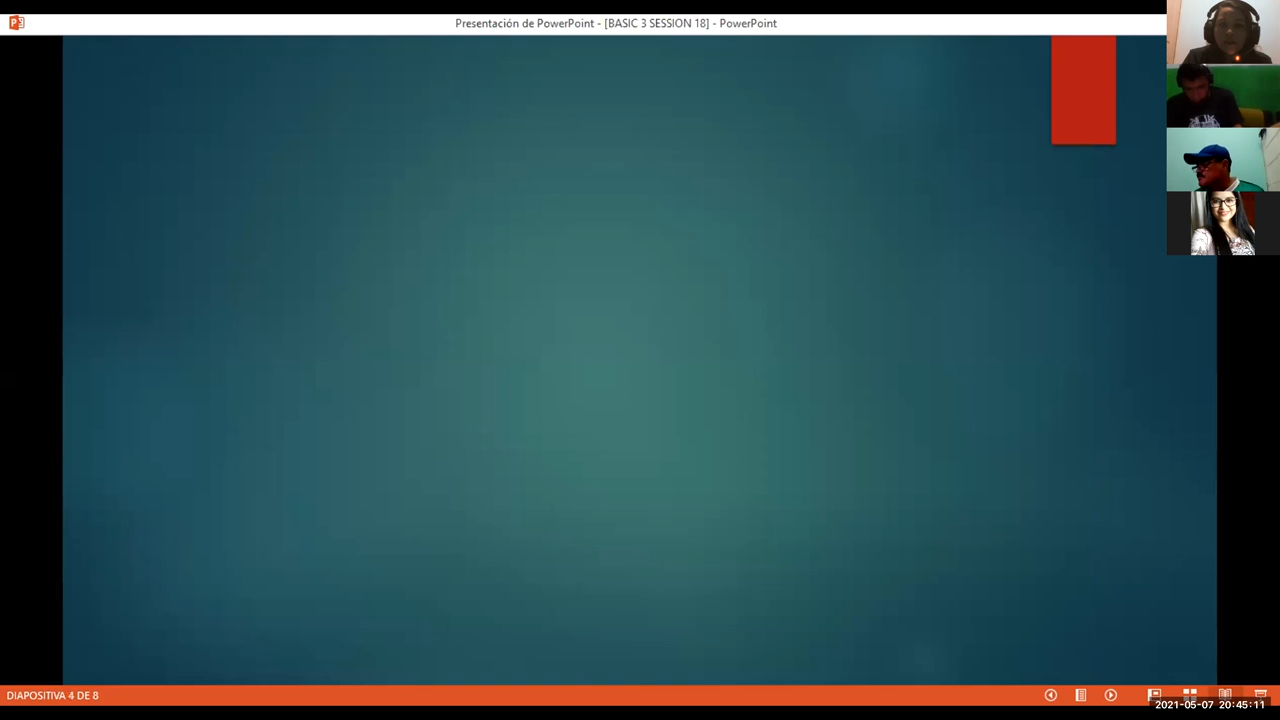 Presentación de PowerPoint - [BASIC 3 SESSION 18] - PowerPoint
DIAPOSITIVA 4 DE 8
2021-05-07 20:45:11